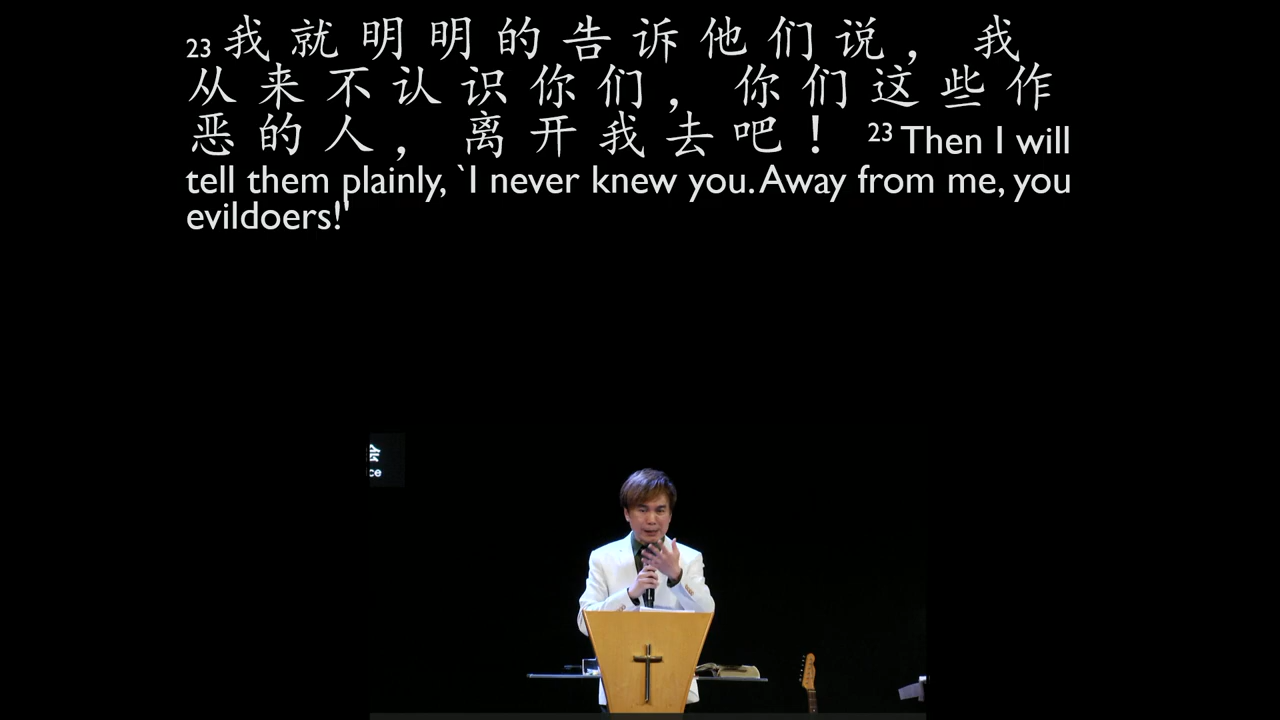 23 我就明明的告诉他们说，我
从来不认识你们，你们这些作
恶的人，离开我去吧！ 23 Then I will
tell them plainly, `I never knew you. Away from me, you
evildoers!'
ce